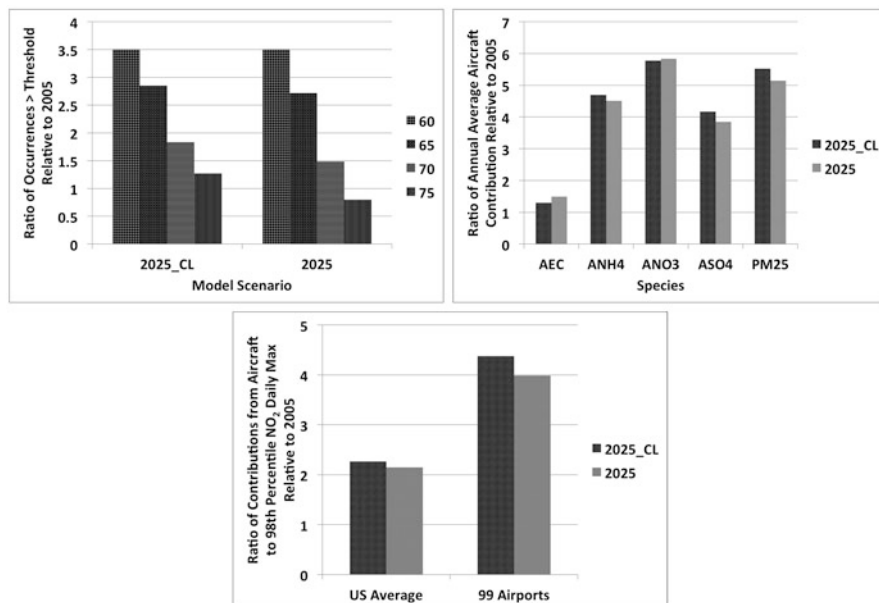 Ratio of Occurrences > Threshold
Relative to 2005
4
3.5
3
2.5
2
1.5
1
0.5
0
2025_CL
2025
Model Scenario
60
65
70
75
Ratio of Annual Average Aircraft
Contribution Relative to 2005
7
6
5
4
3
2
1
0
AEC
ANH4
ANO3
ASO4
PM25
Species
2025_CL
2025
Ratio of Contributions from Aircraft
to 98th Percentile NO₂ Daily Max
Relative to 2005
5
4
3
2
1
0
US Average
99 Airports
2025_CL
2025